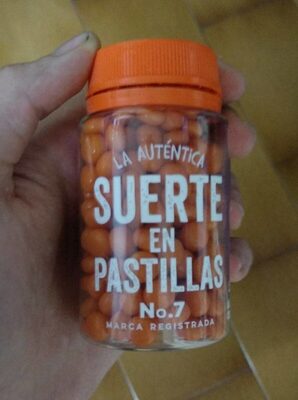 LA AUTÉNTICA
SUERTE
EN
PASTILLAS
No.7
MARCA REGISTRADA